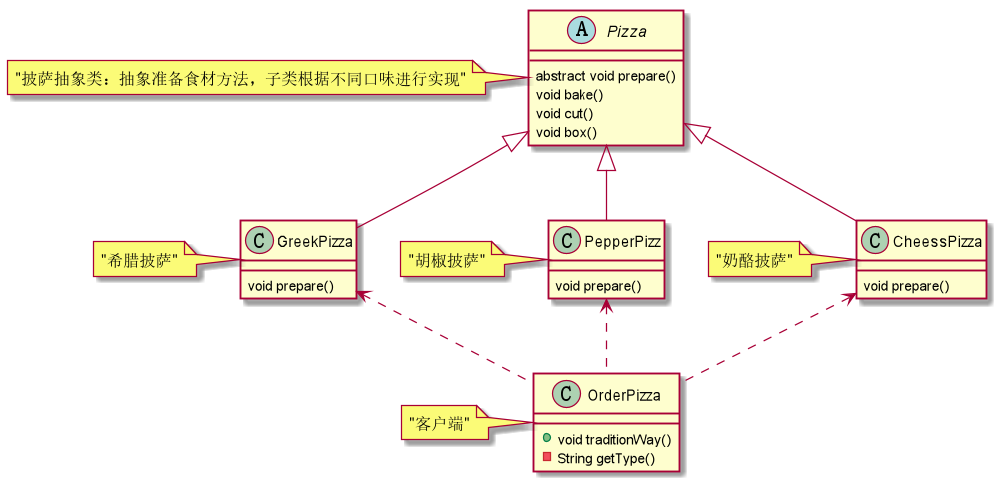 A Pizza
"披萨抽象类：抽象准备食材方法，子类根据不同口味进行实现"
abstract void prepare()
void bake()
void cut()
void box()
"希腊披萨"
C GreekPizza
void prepare()
"胡椒披萨"
C PepperPizz
void prepare()
"奶酪披萨"
C CheessPizza
void prepare()
"客户端"
C OrderPizza
void traditionWay()
String getType()